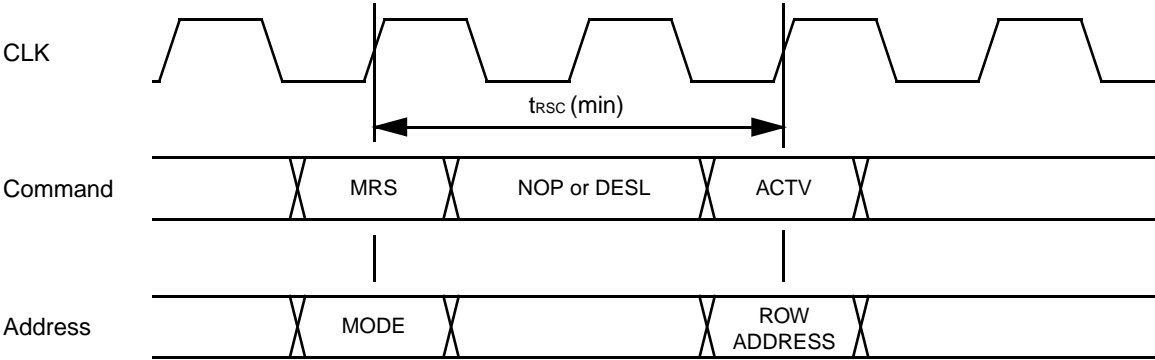 CLK
tRSC (min)
Command
MRS
NOP or DESL
ACTV
Address
MODE
ROW
ADDRESS